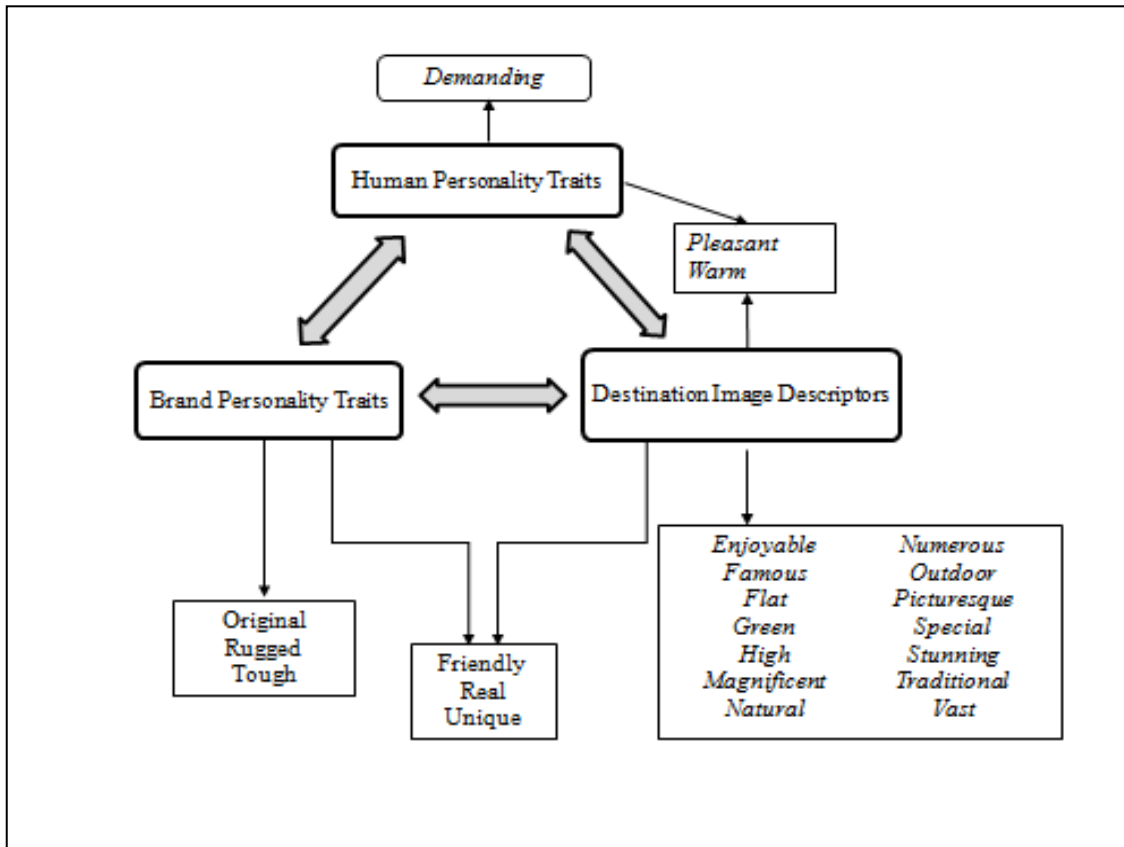 Demanding
Human Personality Traits
Pleasant
Warm
Brand Personality Traits
Destination Image Descriptors
Original
Rugged
Tough
Friendly
Real
Unique
Enjoyable
Famous
Flat
Green
High
Magnificent
Natural
Numerous
Outdoor
Picturesque
Special
Stunning
Traditional
Vast